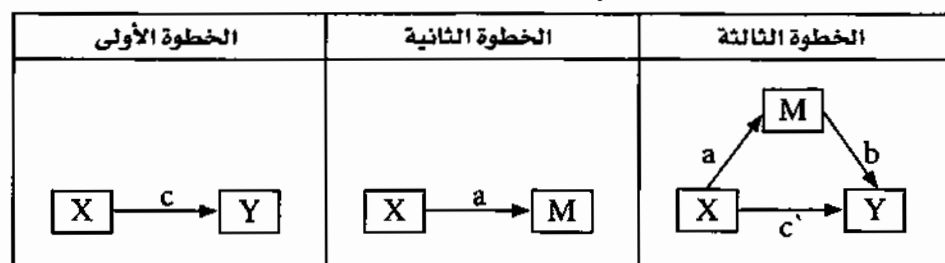 الخطوة الأولى
الخطوة الثانية
الخطوة الثالثة
X c Y
X a M
M
a b
X c` Y